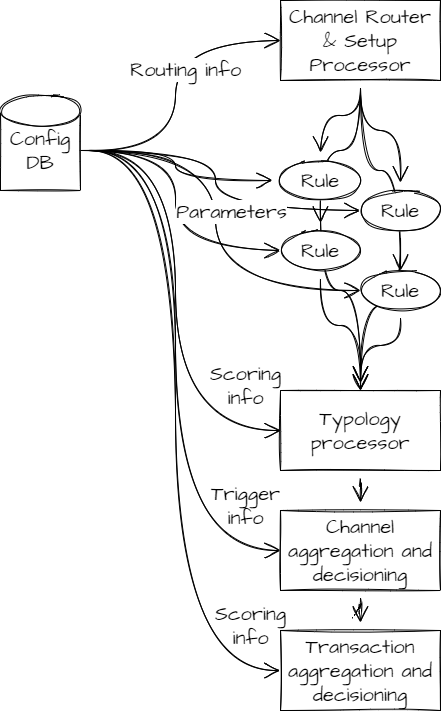 Channel Router
& Setup
Processor
Routing info
Config
DB
Rule
Parameters
Rule
Rule
Rule
Scoring
info
Typology
processor
Trigger
info
Channel
aggregation and
decisioning
Scoring
info
Transaction
aggregation and
decisioning